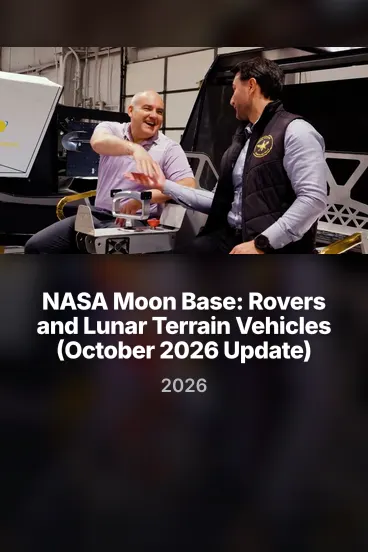 NASA Moon Base: Rovers
and Lunar Terrain Vehicles
(October 2026 Update)
2026